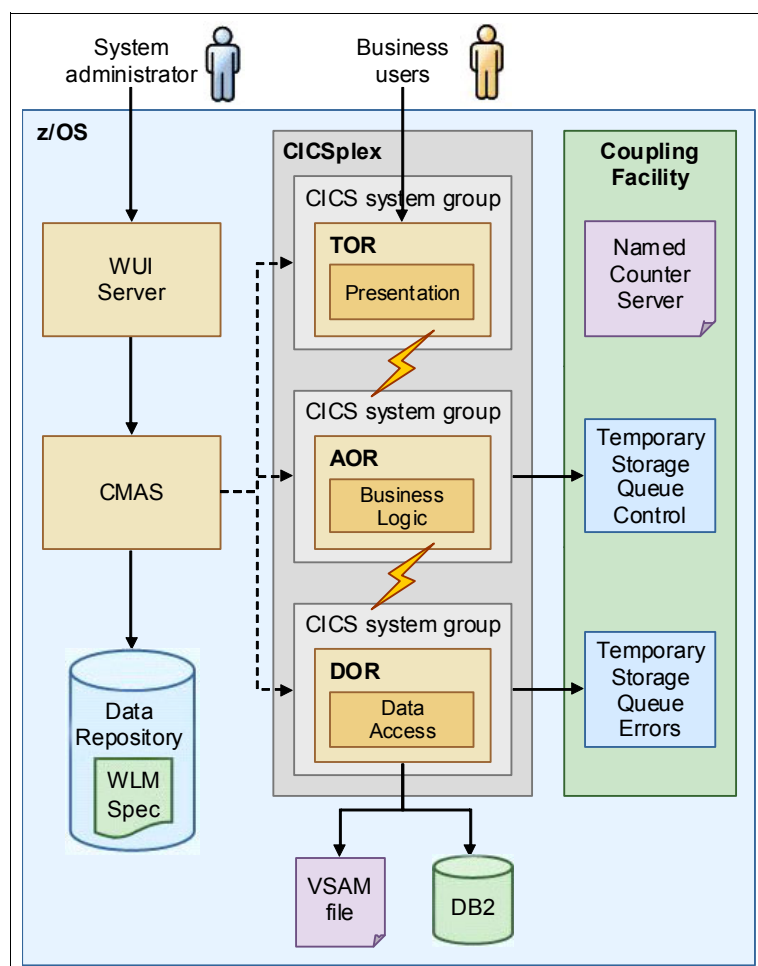 System
administrator
Business
users
z/OS
WUI
Server
CMAS
Data
Repository
WLM
Spec
CICSplex
CICS system group
TOR
Presentation
CICS system group
AOR
Business
Logic
CICS system group
DOR
Data
Access
VSAM
file
DB2
Coupling
Facility
Named
Counter
Server
Temporary
Storage
Queue
Control
Temporary
Storage
Queue
Errors